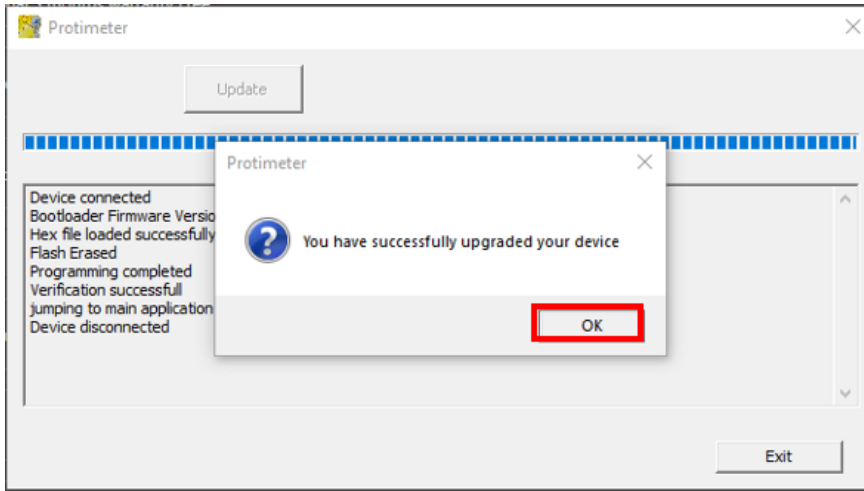 Protimeter
Update
Protimeter
You have successfully upgraded your device
OK
Device connected
Bootloader Firmware
Hex file loaded successfully
Flash Erased
Programming completed
Verification successfull
jumping to main application
Device disconnected
Exit